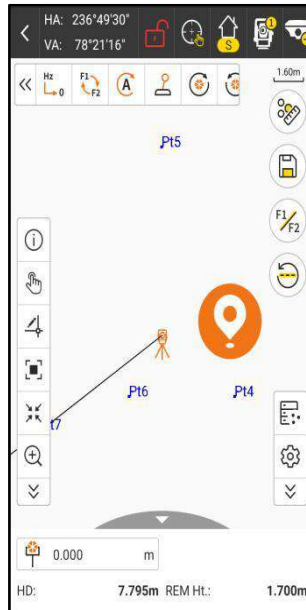 HA: 236°49'30"
VA: 78°21'16"
S
1
Hz
0
F1
F2
A
1.60m
Pt5
F1/F2
Pt6
Pt4
t7
0.000 m
HD: 7.795m REM Ht.: 1.700m